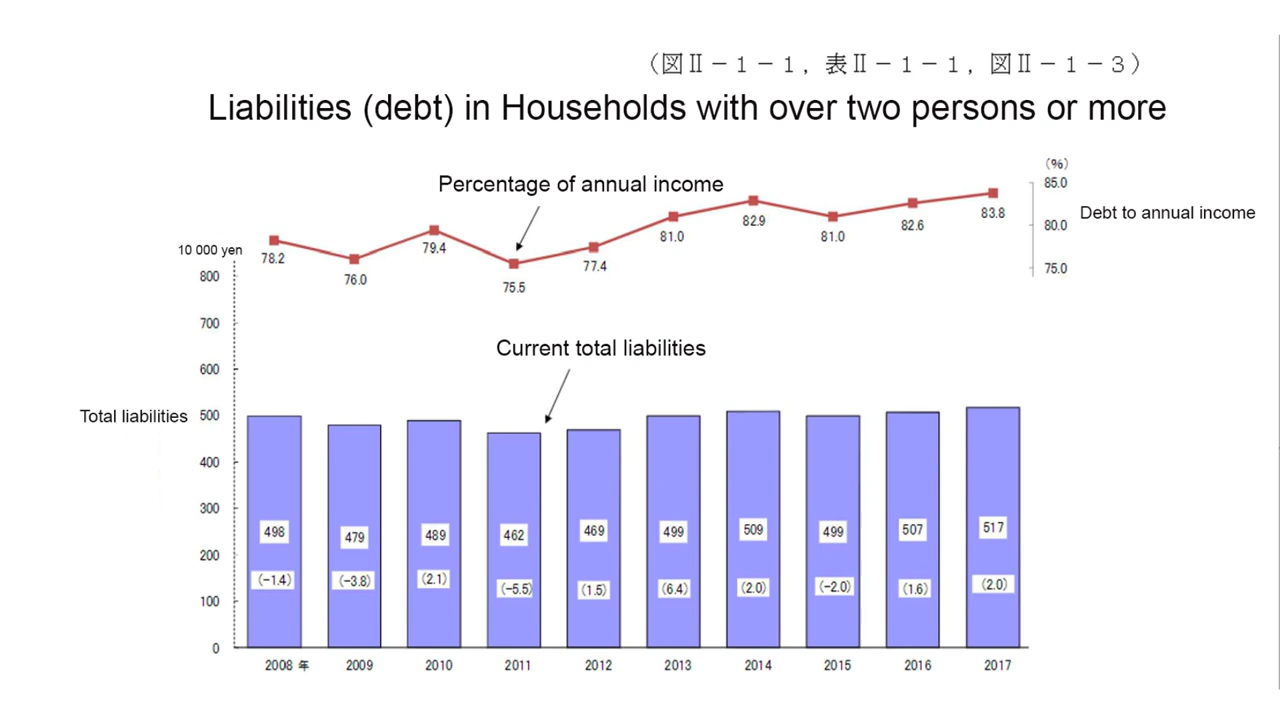 （図Ⅱ－１－１，表Ⅱ－１－１，図Ⅱ－１－３）
Liabilities (debt) in Households with over two persons or more
(%)
Percentage of annual income
85.0
Debt to annual income
80.0
75.0
10 000 yen
78.2 76.0 79.4 75.5 77.4 81.0 82.9 81.0 82.6 83.8
800
700
Current total liabilities
600
Total liabilities 500
400
300
498 479 489 462 469 499 509 499 507 517
200
(-1.4) (-3.8) (2.1) (-5.5) (1.5) (6.4) (2.0) (-2.0) (1.6) (2.0)
100
0
2008 年 2009 2010 2011 2012 2013 2014 2015 2016 2017